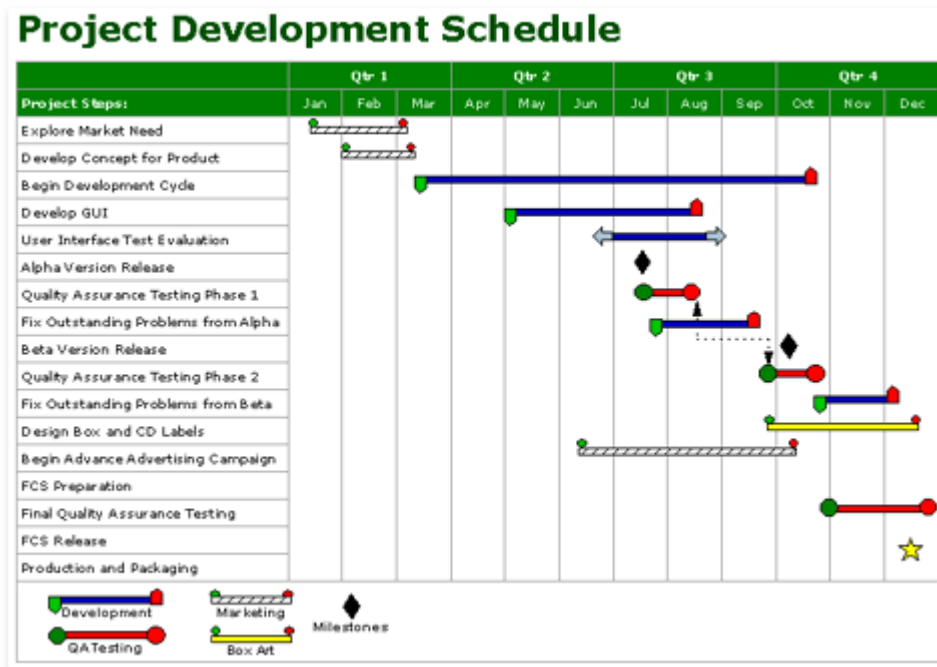 Project Development Schedule
Qtr 1 Qtr 2 Qtr 3 Qtr 4
Project Steps: Jan Feb Mar Apr May Jun Jul Aug Sep Oct Nov Dec
Explore Market Need
Develop Concept for Product
Begin Development Cycle
Develop GUI
User Interface Test Evaluation
Alpha Version Release
Quality Assurance Testing Phase 1
Fix Outstanding Problems from Alpha
Beta Version Release
Quality Assurance Testing Phase 2
Fix Outstanding Problems from Beta
Design Box and CD Labels
Begin Advance Advertising Campaign
FCS Preparation
Final Quality Assurance Testing
FCS Release
Production and Packaging
Development Marketing Milestones
QA Testing Box Art